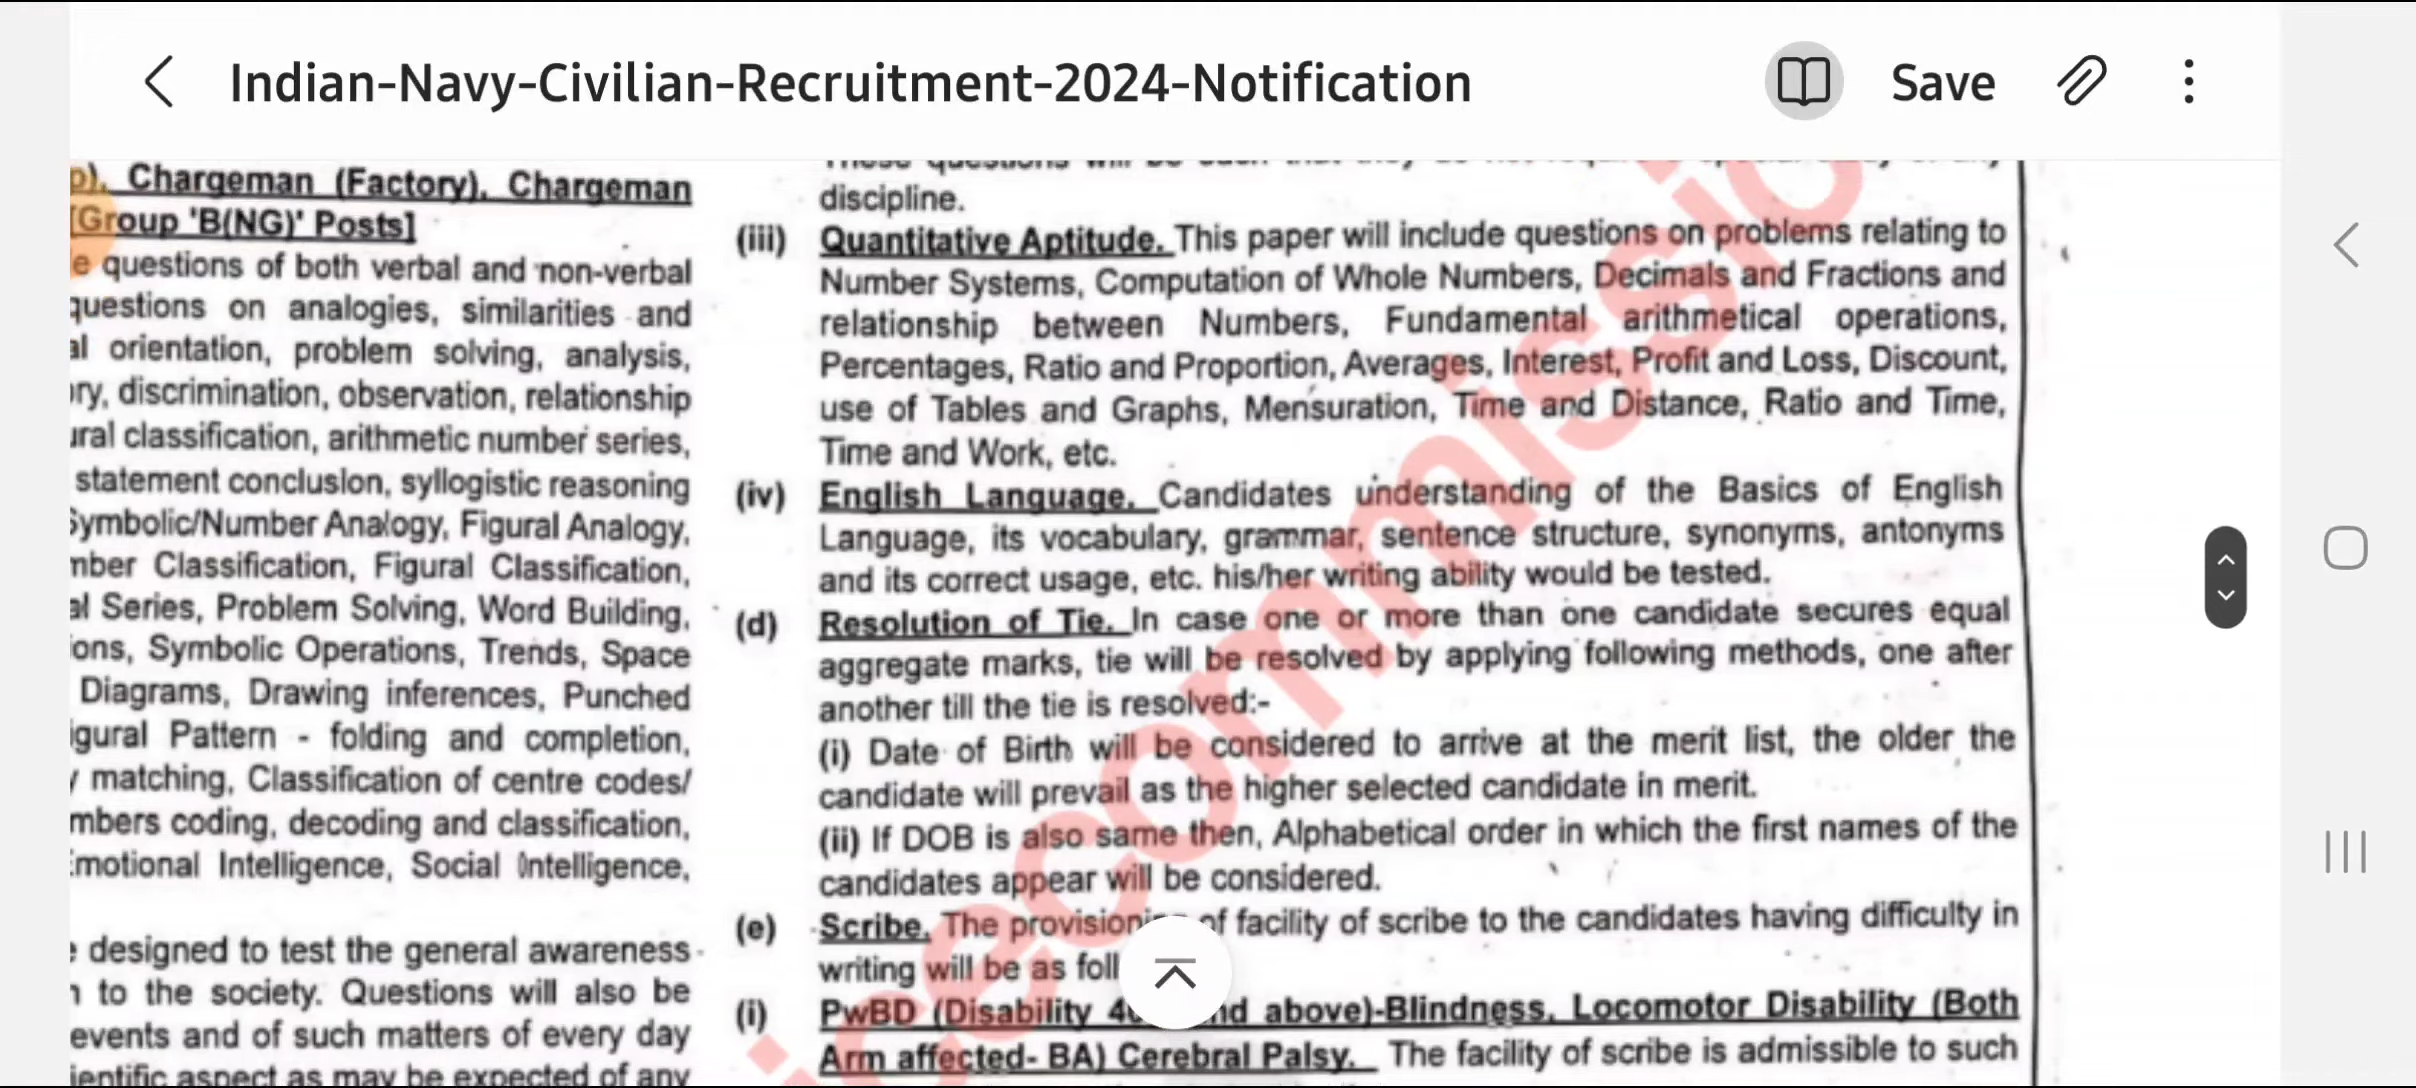 Indian-Navy-Civilian-Recruitment-2024-Notification
Save
p). Chargeman (Factory). Chargeman
[Group 'B(NG)' Posts]
e questions of both verbal and non-verbal
questions on analogies, similarities and
al orientation, problem solving, analysis,
ory, discrimination, observation, relationship
ural classification, arithmetic number series,
statement conclusion, syllogistic reasoning
Symbolic/Number Analogy, Figural Analogy,
mber Classification, Figural Classification,
al Series, Problem Solving, Word Building,
ons, Symbolic Operations, Trends, Space
Diagrams, Drawing inferences, Punched
igural Pattern - folding and completion,
matching, Classification of centre codes/
mbers coding, decoding and classification,
Emotional Intelligence, Social Intelligence,
designed to test the general awareness
to the society. Questions will also be
events and of such matters of every day
ientific aspect as may be expected of any
discipline.
(iii) Quantitative Aptitude. This paper will include questions on problems relating to
Number Systems, Computation of Whole Numbers, Decimals and Fractions and
relationship between Numbers, Fundamental arithmetical operations,
Percentages, Ratio and Proportion, Averages, Interest, Profit and Loss, Discount,
use of Tables and Graphs, Mensuration, Time and Distance, Ratio and Time,
Time and Work, etc.
(iv) English Language. Candidates understanding of the Basics of English
Language, its vocabulary, grammar, sentence structure, synonyms, antonyms
and its correct usage, etc. his/her writing ability would be tested.
(d) Resolution of Tie. In case one or more than one candidate secures equal
aggregate marks, tie will be resolved by applying following methods, one after
another till the tie is resolved:-
(i) Date of Birth will be considered to arrive at the merit list, the older the
candidate will prevail as the higher selected candidate in merit.
(ii) If DOB is also same then, Alphabetical order in which the first names of the
candidates appear will be considered.
(e) Scribe. The provisioning of facility of scribe to the candidates having difficulty in
writing will be as foll
(i) PwBD (Disability 4 nd above)-Blindness, Locomotor Disability (Both
Arm affected- BA) Cerebral Palsy. The facility of scribe is admissible to such
icecommissio